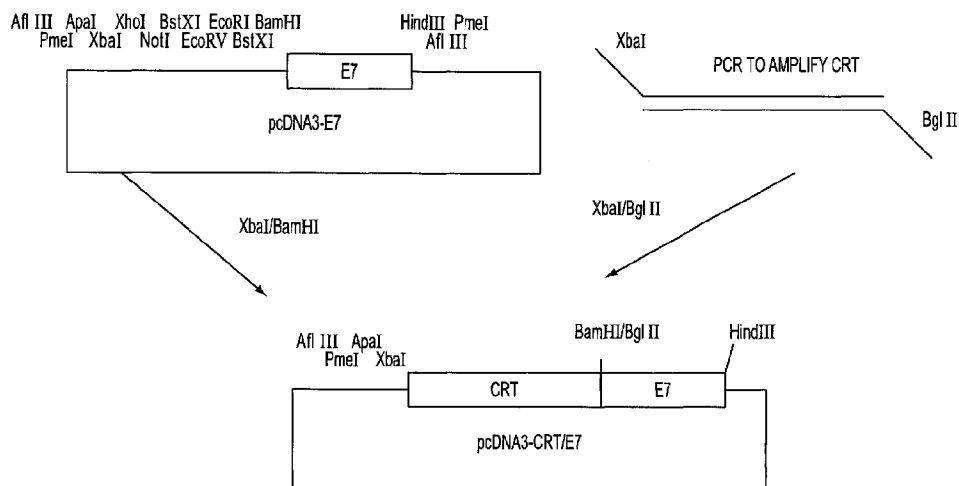 Afl III ApaI XhoI BstXI EcoRI BamHI
PmeI XbaI NotI EcoRV BstXI
HindIII PmeI
Afl III
E7
pcDNA3-E7
XbaI
PCR TO AMPLIFY CRT
Bgl II
XbaI/BamHI
XbaI/Bgl II
Afl III ApaI
PmeI XbaI
BamHI/Bgl II
HindIII
CRT
E7
pcDNA3-CRT/E7